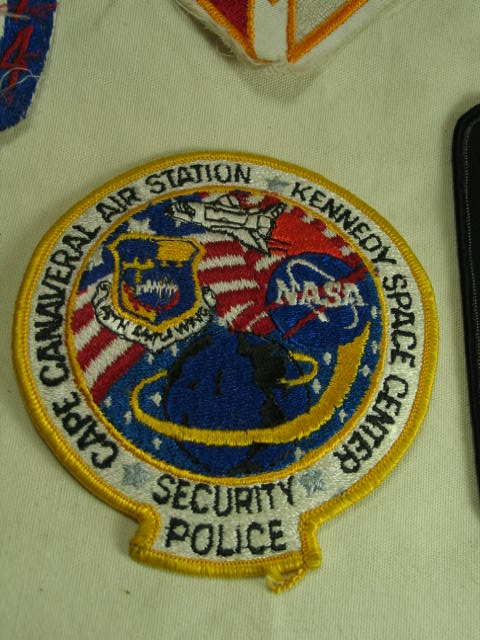 CAPE CANAVERAL AIR STATION
KENNEDY SPACE CENTER
NASA
SECURITY
POLICE